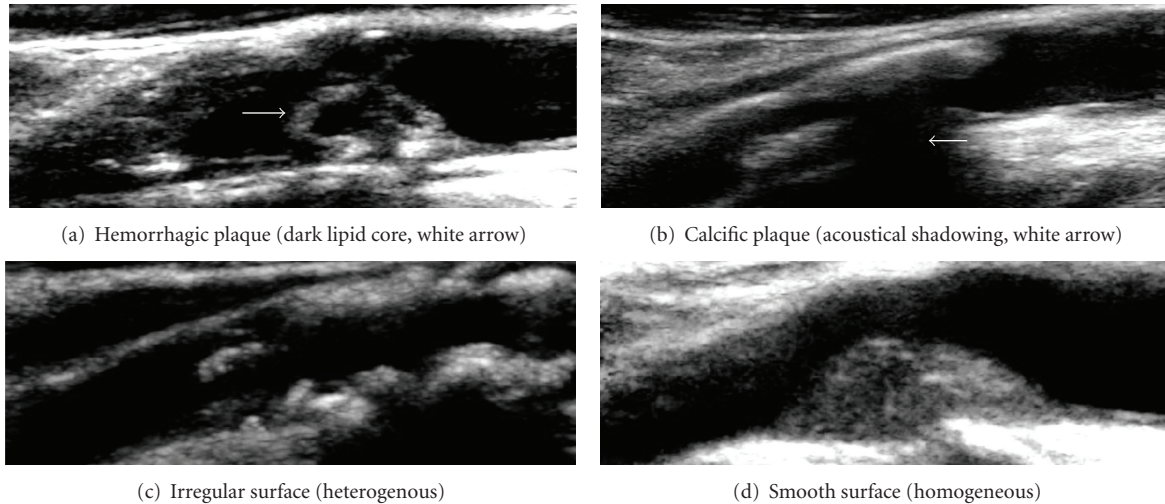 (a) Hemorrhagic plaque (dark lipid core, white arrow)
(b) Calcific plaque (acoustical shadowing, white arrow)
(c) Irregular surface (heterogenous)
(d) Smooth surface (homogeneous)